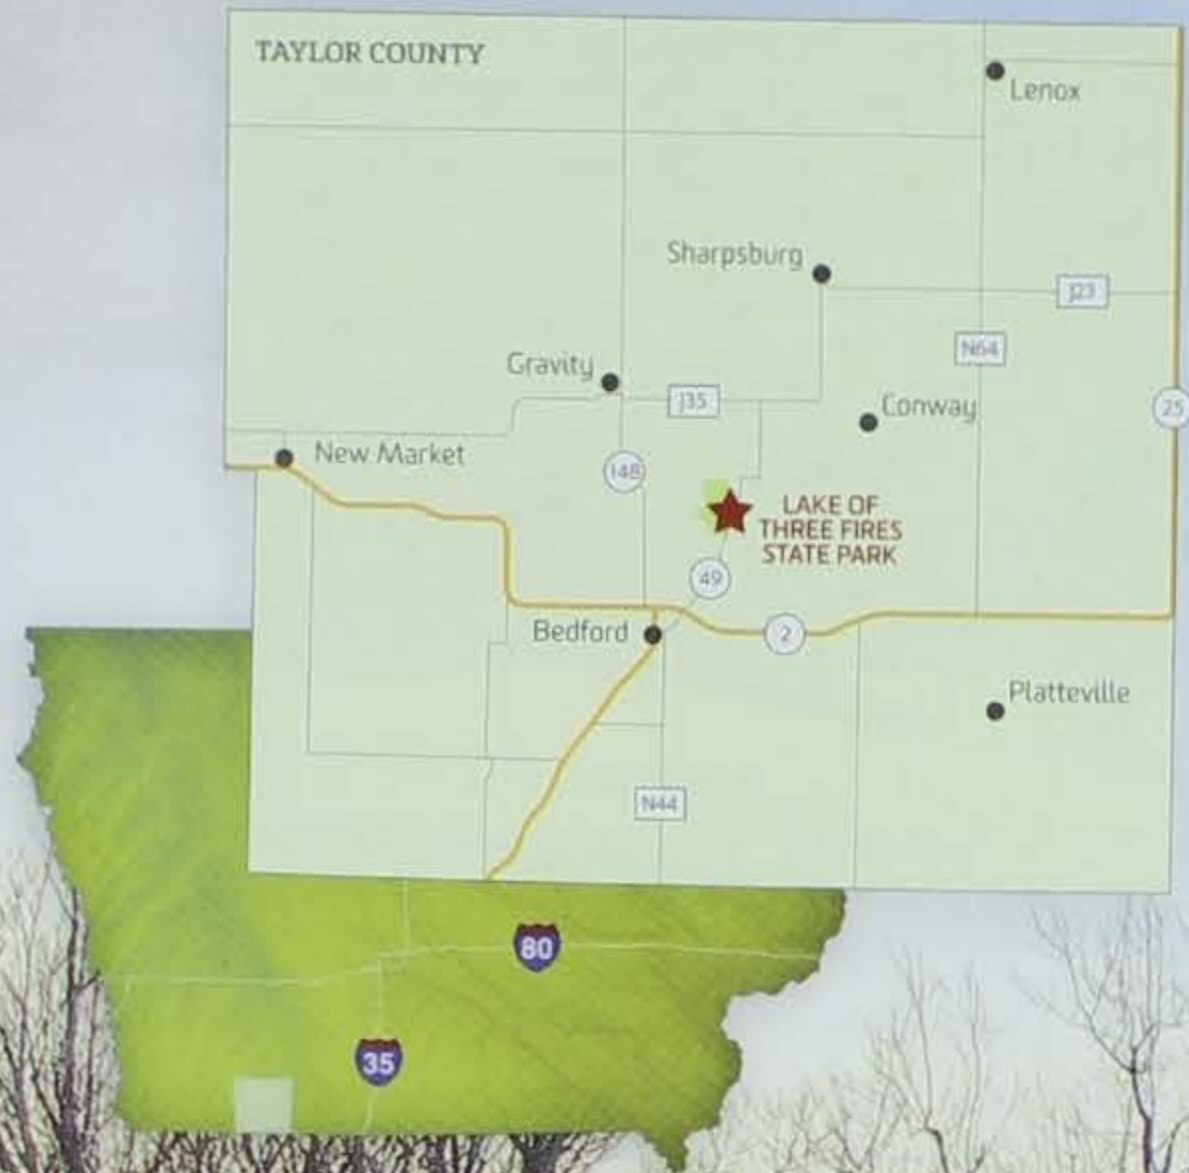 TAYLOR COUNTY
Lenox
Sharpsburg
J23
N64
Gravity
J35
Conway
25
New Market
148
LAKE OF
THREE FIRES
STATE PARK
49
Bedford
2
Platteville
N44
80
35